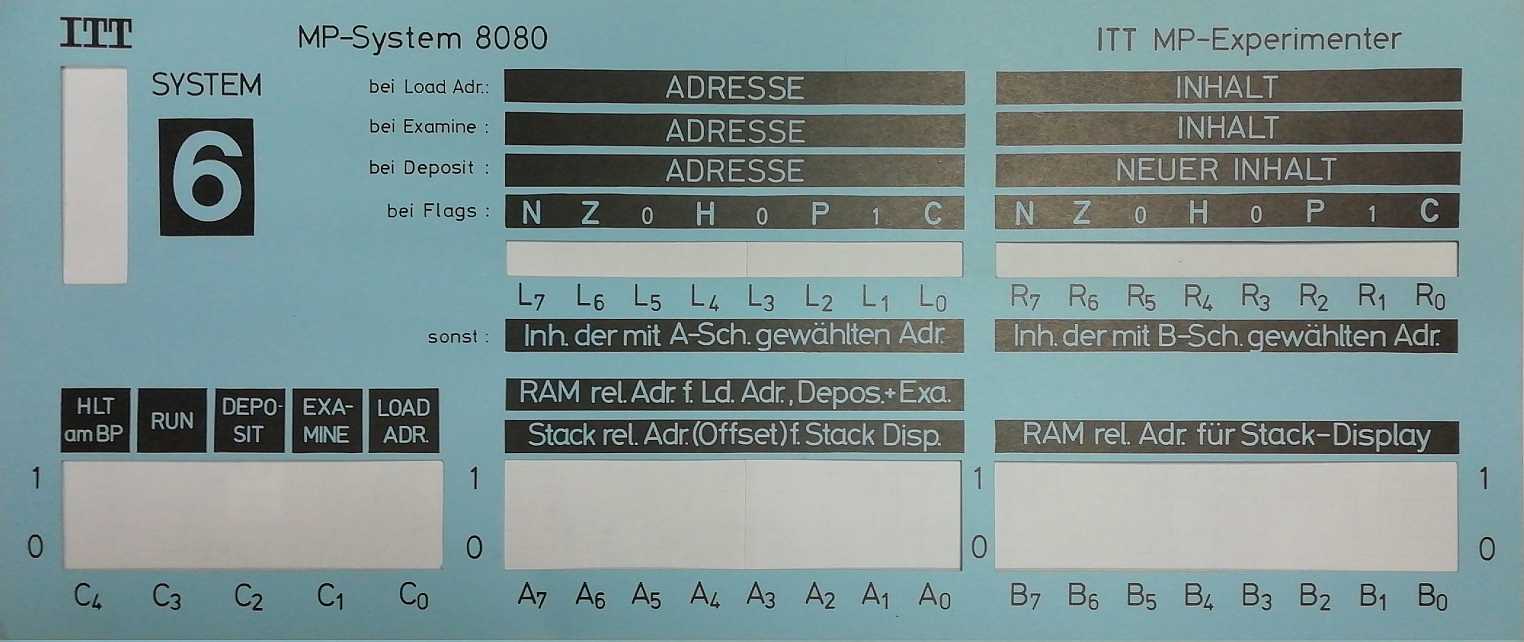 ITT MP-System 8080 ITT MP-Experimenter
SYSTEM
6
bei Load Adr.: ADRESSE INHALT
bei Examine : ADRESSE INHALT
bei Deposit : ADRESSE NEUER INHALT
bei Flags : N Z 0 H 0 P 1 C N Z 0 H 0 P 1 C
L7 L6 L5 L4 L3 L2 L1 L0 R7 R6 R5 R4 R3 R2 R1 R0
sonst : Inh. der mit A-Sch. gewählten Adr. Inh. der mit B-Sch. gewählten Adr.
HLT am BP
RUN
DEPO-
SIT
EXA-
MINE
LOAD
ADR.
RAM rel. Adr. f. Ld. Adr., Depos.+Exa.
Stack rel. Adr. (Offset) f. Stack Disp. RAM rel. Adr. für Stack-Display
1 1 1 1
0 0 0 0
C4 C3 C2 C1 C0 A7 A6 A5 A4 A3 A2 A1 A0 B7 B6 B5 B4 B3 B2 B1 B0